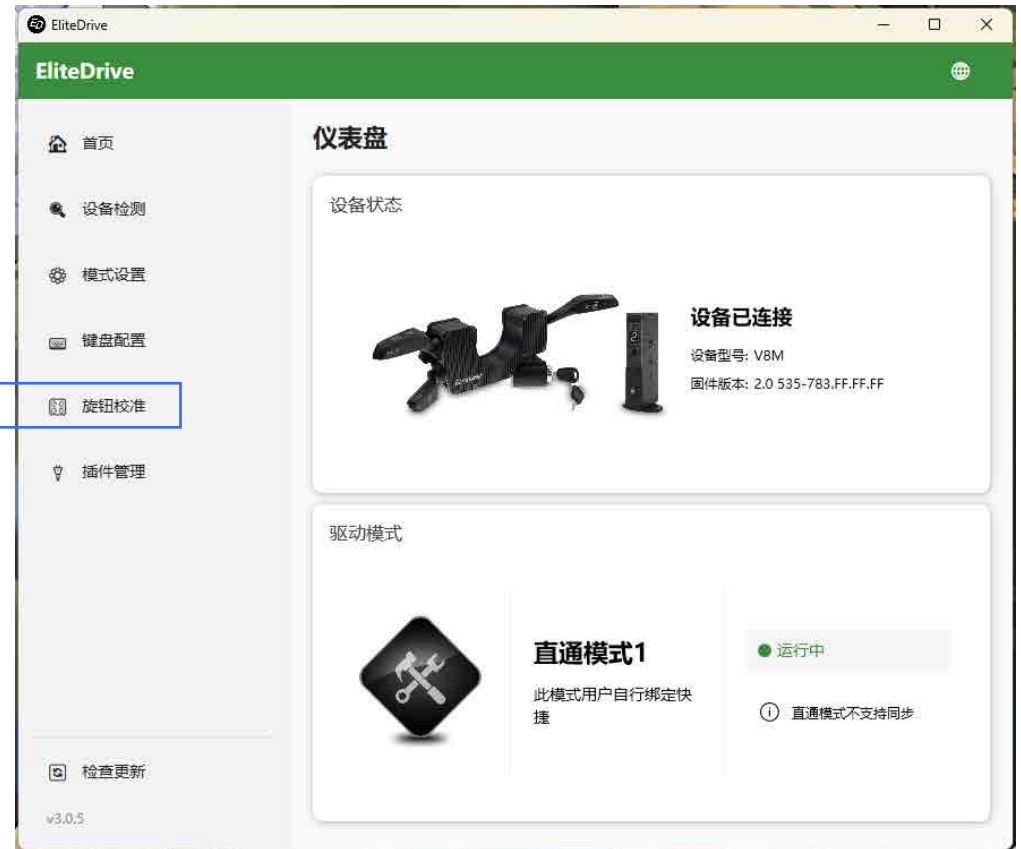 EliteDrive
EliteDrive
首页
设备检测
模式设置
键盘配置
旋钮校准
插件管理
检查更新
v3.0.5
仪表盘
设备状态
设备已连接
设备型号: V8M
固件版本: 2.0 535-783.FF.FF.FF
驱动模式
直通模式1
此模式用户自行绑定快
捷
运行中
直通模式不支持同步